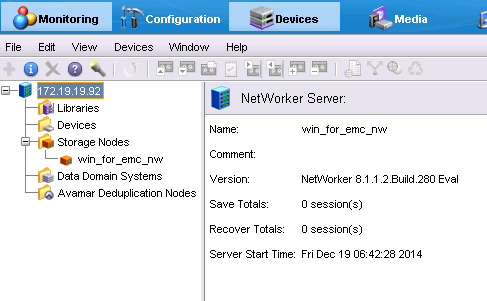 Monitoring Configuration Devices Media
File Edit View Devices Window Help
172.19.19.92
Libraries
Devices
Storage Nodes
win_for_emc_nw
Data Domain Systems
Avamar Deduplication Nodes
NetWorker Server:
Name: win_for_emc_nw
Comment:
Version: NetWorker 8.1.1.2.Build.280 Eval
Save Totals: 0 session(s)
Recover Totals: 0 session(s)
Server Start Time: Fri Dec 19 06:42:28 2014